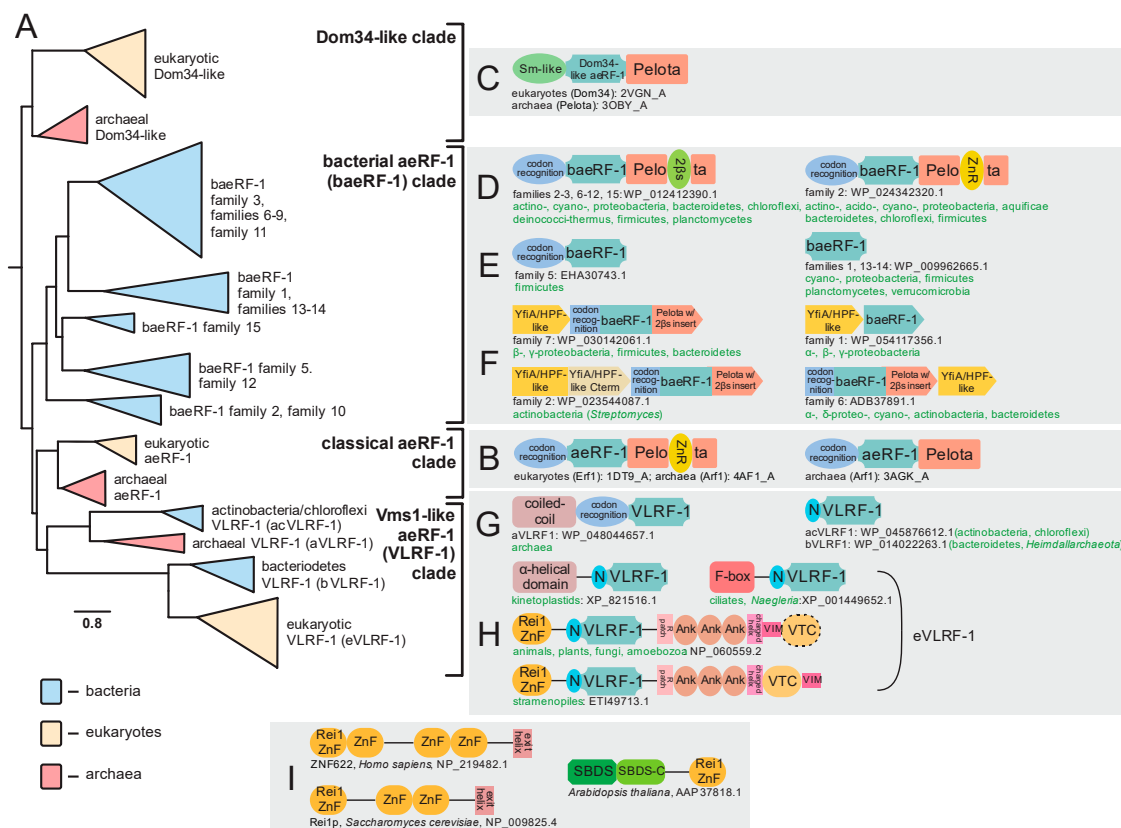 A
eukaryotic
Dom34-like
archaeal
Dom34-like
baeRF-1
family 3,
families 6-9,
family 11
baeRF-1
family 1,
families 13-14
baeRF-1 family 15
baeRF-1 family 5.
family 12
baeRF-1 family 2, family 10
eukaryotic
aeRF-1
archaeal
aeRF-1
actinobacteria/chloroflexi
VLRF-1 (acVLRF-1)
archaeal VLRF-1 (aVLRF-1)
bacteriodetes
VLRF-1 (bVLRF-1)
eukaryotic
VLRF-1 (eVLRF-1)
0.8
– bacteria
– eukaryotes
– archaea
Dom34-like clade
bacterial aeRF-1
(baeRF-1) clade
classical aeRF-1
clade
Vms1-like
aeRF-1
(VLRF-1)
clade
C
Sm-like
Dom34-
like aeRF-1
Pelota
eukaryotes (Dom34): 2VGN_A
archaea (Pelota): 3OBY_A
D
codon
recognition
baeRF-1
Pelo
2βs
ta
families 2-3, 6-12, 15: WP_012412390.1
actino-, cyano-, proteobacteria, bacteroidetes, chloroflexi,
deinococci-thermus, firmicutes, planctomycetes
codon
recognition
baeRF-1
Pelo
ZnR
ta
family 2: WP_024342320.1
actino-, acido-, cyano-, proteobacteria, aquificae
bacteroidetes, chloroflexi, firmicutes
E
codon
recognition
baeRF-1
family 5: EHA30743.1
firmicutes
baeRF-1
families 1, 13-14: WP_009962665.1
cyano-, proteobacteria, firmicutes
planctomycetes, verrucomicrobia
F
YfiA/HPF-
like
codon
recog-
nition
baeRF-1
Pelota w/
2βs insert
family 7: WP_030142061.1
β-, γ-proteobacteria, firmicutes, bacteroidetes
YfiA/HPF-
like
baeRF-1
family 1: WP_054117356.1
α-, β-, γ-proteobacteria
YfiA/HPF-
like
YfiA/HPF-
like Cterm
codon
recog-
nition
baeRF-1
Pelota w/
2βs insert
family 2: WP_023544087.1
actinobacteria (Streptomyces)
codon
recog-
nition
baeRF-1
Pelota w/
2βs insert
YfiA/HPF-
like
family 6: ADB37891.1
α-, δ-proteo-, cyano-, actinobacteria, bacteroidetes
B
codon
recognition
aeRF-1
Pelo
ZnR
ta
eukaryotes (Erf1): 1DT9_A; archaea (Arf1): 4AF1_A
codon
recognition
aeRF-1
Pelota
archaea (Arf1): 3AGK_A
G
coiled-
coil
codon
recognition
VLRF-1
aVLRF1: WP_048044657.1
archaea
N
VLRF-1
acVLRF1: WP_045876612.1(actinobacteria, chloroflexi)
bVLRF1: WP_014022263.1(bacteroidetes, Heimdallarchaeota)
H
α-helical
domain
N
VLRF-1
kinetoplastids: XP_821516.1
F-box
N
VLRF-1
ciliates, Naegleria:XP_001449652.1
Rei1
ZnF
N
VLRF-1
R
patch
Ank
Ank
Ank
charged
helix
VIM
VTC
animals, plants, fungi, amoebozoa: NP_060559.2
Rei1
ZnF
N
VLRF-1
R
patch
Ank
Ank
Ank
charged
helix
VTC
VIM
stramenopiles: ETI49713.1
eVLRF-1
I
Rei1
ZnF
ZnF
ZnF
ZnF
exit
helix
ZNF622, Homo sapiens, NP_219482.1
Rei1
ZnF
ZnF
ZnF
exit
helix
Rei1p, Saccharomyces cerevisiae, NP_009825.4
SBDS
SBDS-C
Rei1
ZnF
Arabidopsis thaliana, AAP37818.1